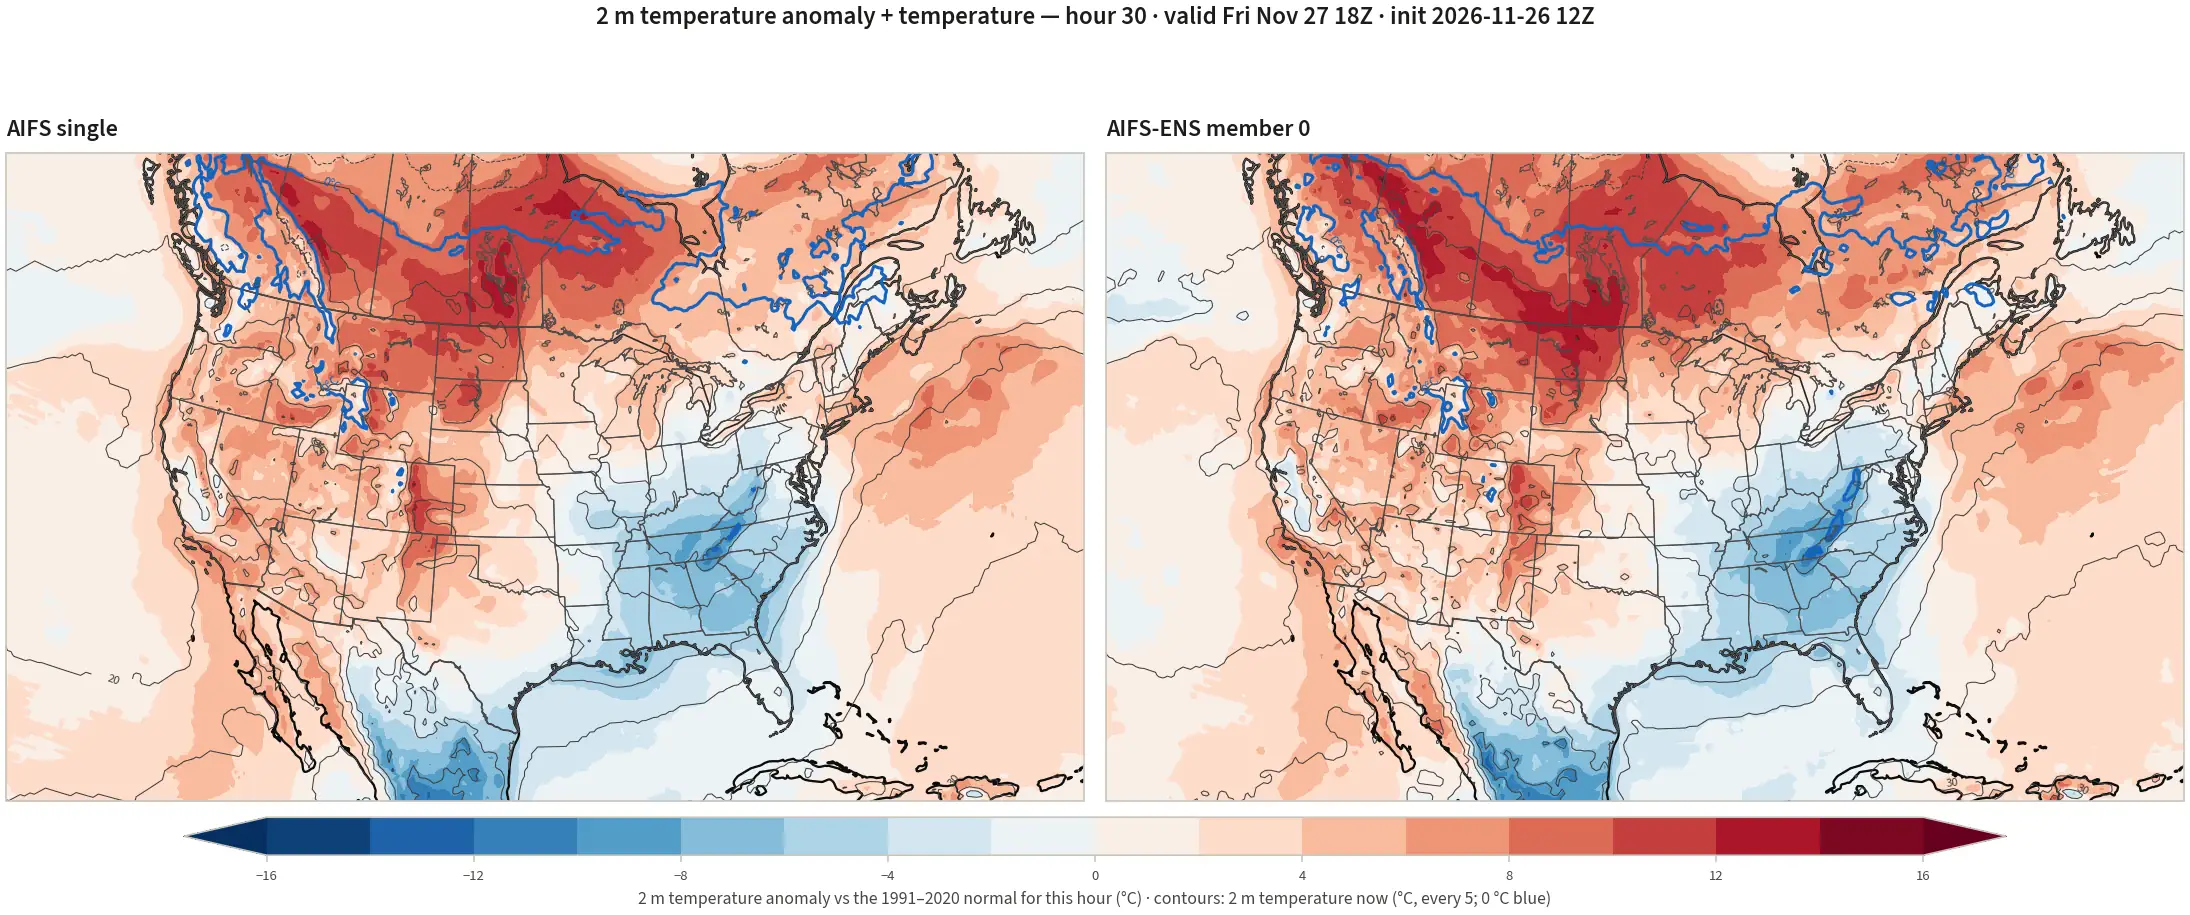 2 m temperature anomaly + temperature — hour 30 · valid Fri Nov 27 18Z · init 2026-11-26 12Z
AIFS single
AIFS-ENS member 0
−16 −12 −8 −4 0 4 8 12 16
2 m temperature anomaly vs the 1991–2020 normal for this hour (°C) · contours: 2 m temperature now (°C, every 5; 0 °C blue)